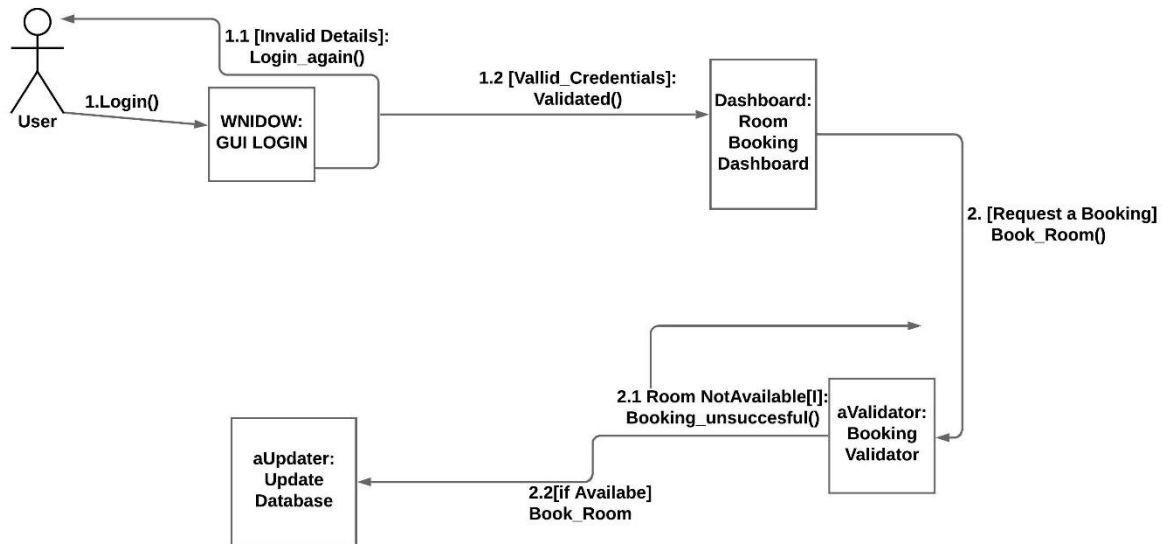 1.1 [Invalid Details]:
Login_again()
1.Login()
User
WNIDOW:
GUI LOGIN
1.2 [Vallid_Credentials]:
Validated()
Dashboard:
Room
Booking
Dashboard
2. [Request a Booking]
Book_Room()
2.1 Room NotAvailable[I]:
Booking_unsuccesful()
aValidator:
Booking
Validator
aUpdater:
Update
Database
2.2[if Availabe]
Book_Room